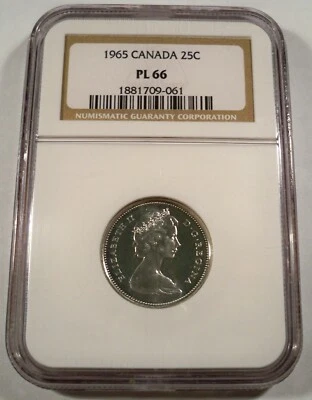 1965 CANADA 25C
PL 66
1881709-061
NUMISMATIC GUARANTY CORPORATION
ELIZABETH II D·G·REGINA